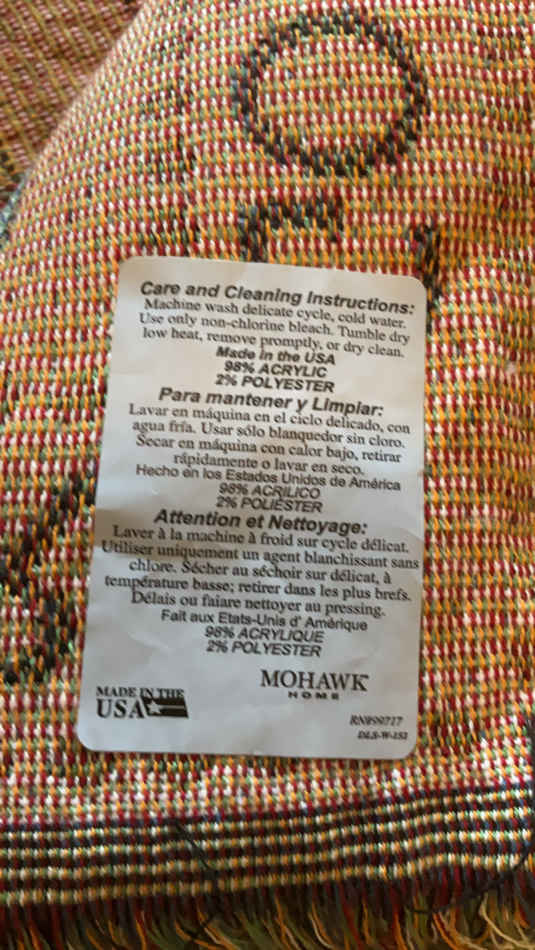 Care and Cleaning Instructions:
Machine wash delicate cycle, cold water.
Use only non-chlorine bleach. Tumble dry
low heat, remove promptly, or dry clean.
Made in the USA
98% ACRYLIC
2% POLYESTER
Para mantener y Limpiar:
Lavar en máquina en el ciclo delicado, con
agua fría. Usar sólo blanquedor sin cloro.
Secar en máquina con calor bajo, retirar
rápidamente o lavar en seco.
Hecho en los Estados Unidos de América
98% ACRILICO
2% POLIÉSTER
Attention et Nettoyage:
Laver à la machine à froid sur cycle délicat.
Utiliser uniquement un agent blanchissant sans
chlore. Sécher au séchoir sur délicat, à
température basse; retirer dans les plus brefs.
Délais ou faiare nettoyer au pressing.
Fait aux Etats-Unis d' Amérique
98% ACRYLIQUE
2% POLYESTER
MOHAWK
HOME
MADE IN THE
USA
RN#99717
DLS-W-151